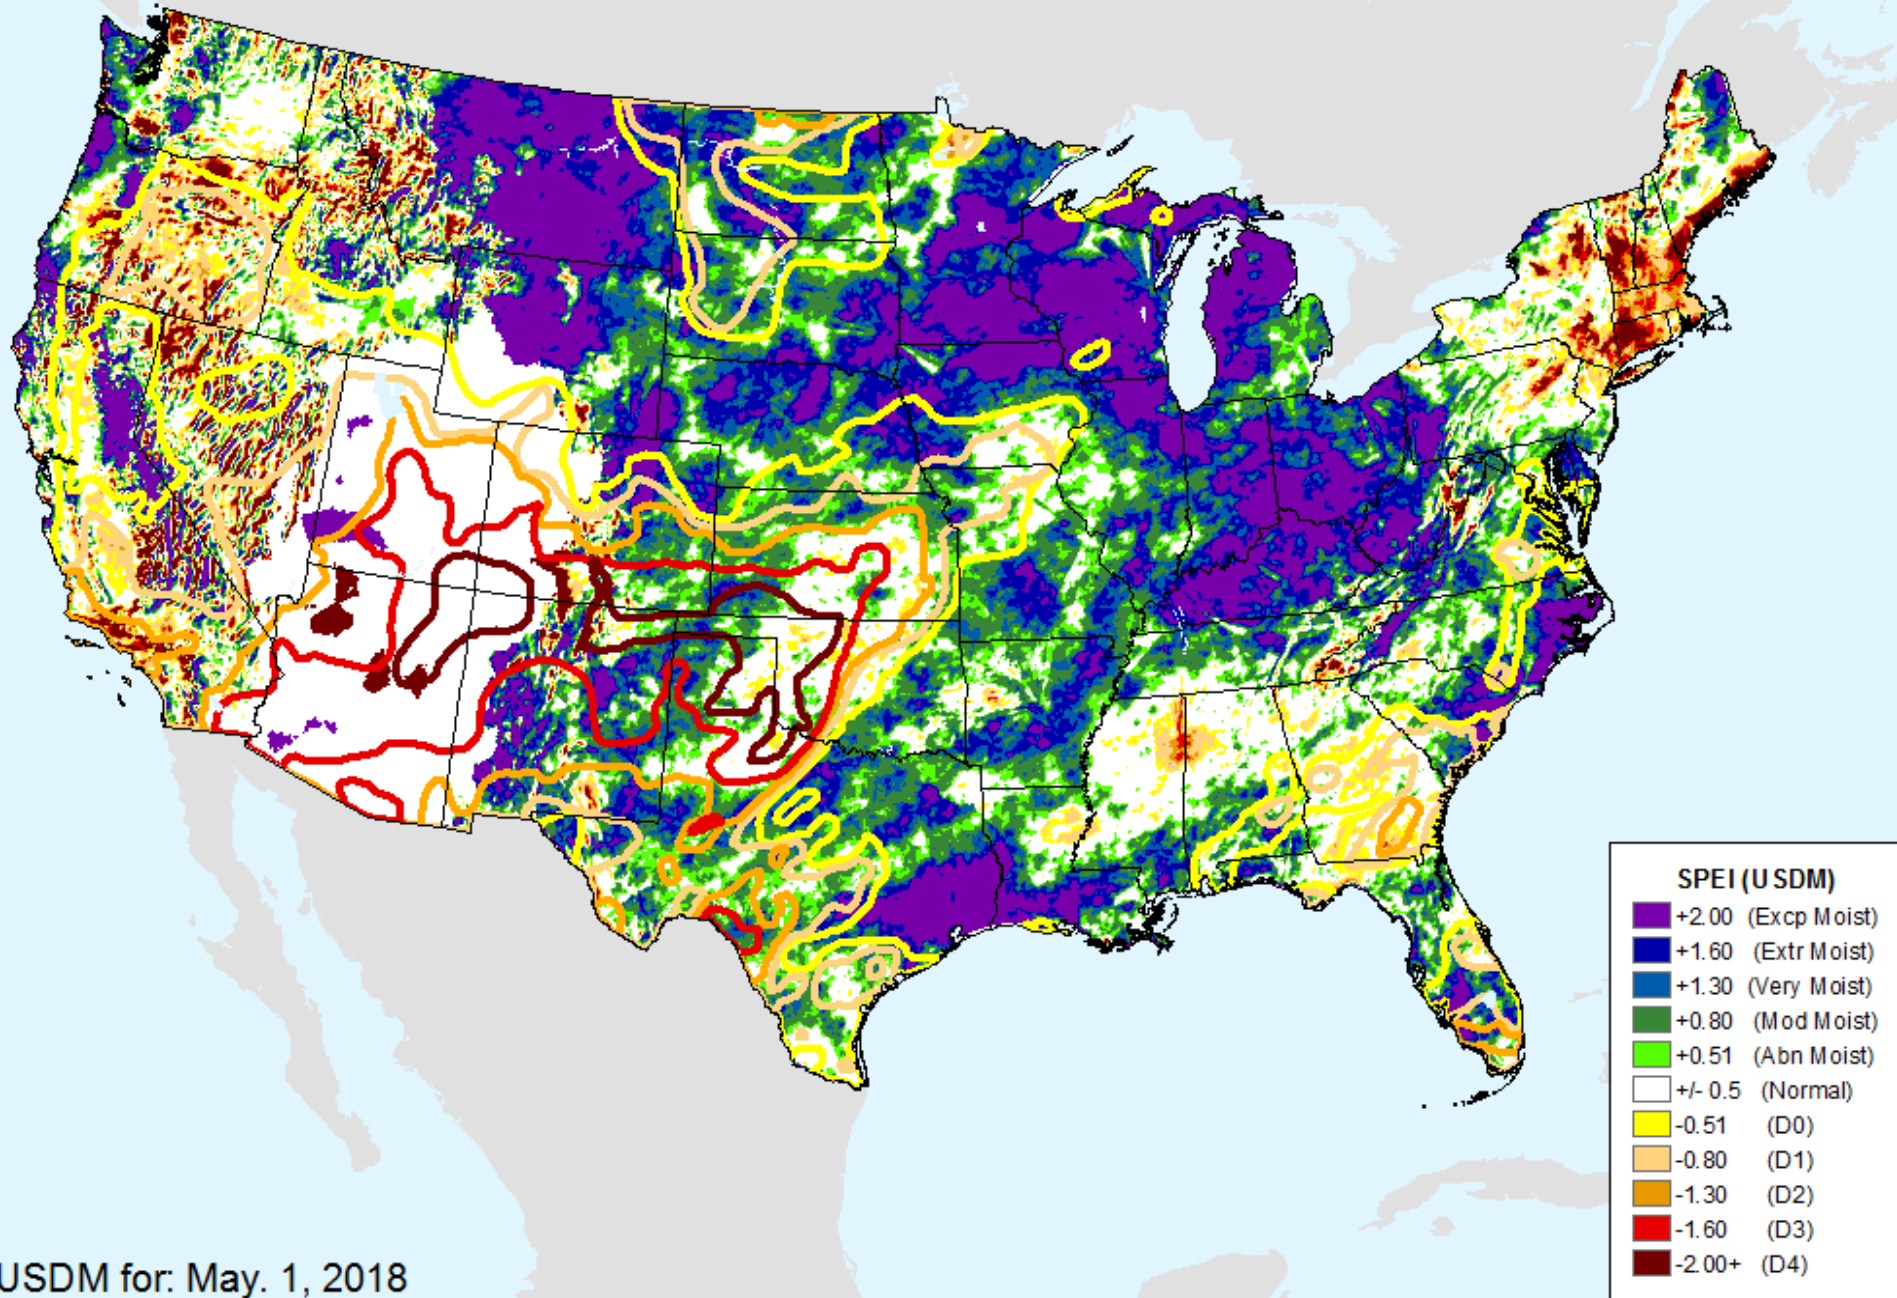 SPEI (USDM)
+2.00 (Excp Moist)
+1.60 (Extr Moist)
+1.30 (Very Moist)
+0.80 (Mod Moist)
+0.51 (Abn Moist)
+/- 0.5 (Normal)
-0.51 (D0)
-0.80 (D1)
-1.30 (D2)
-1.60 (D3)
-2.00+ (D4)
USDM for: May. 1, 2018